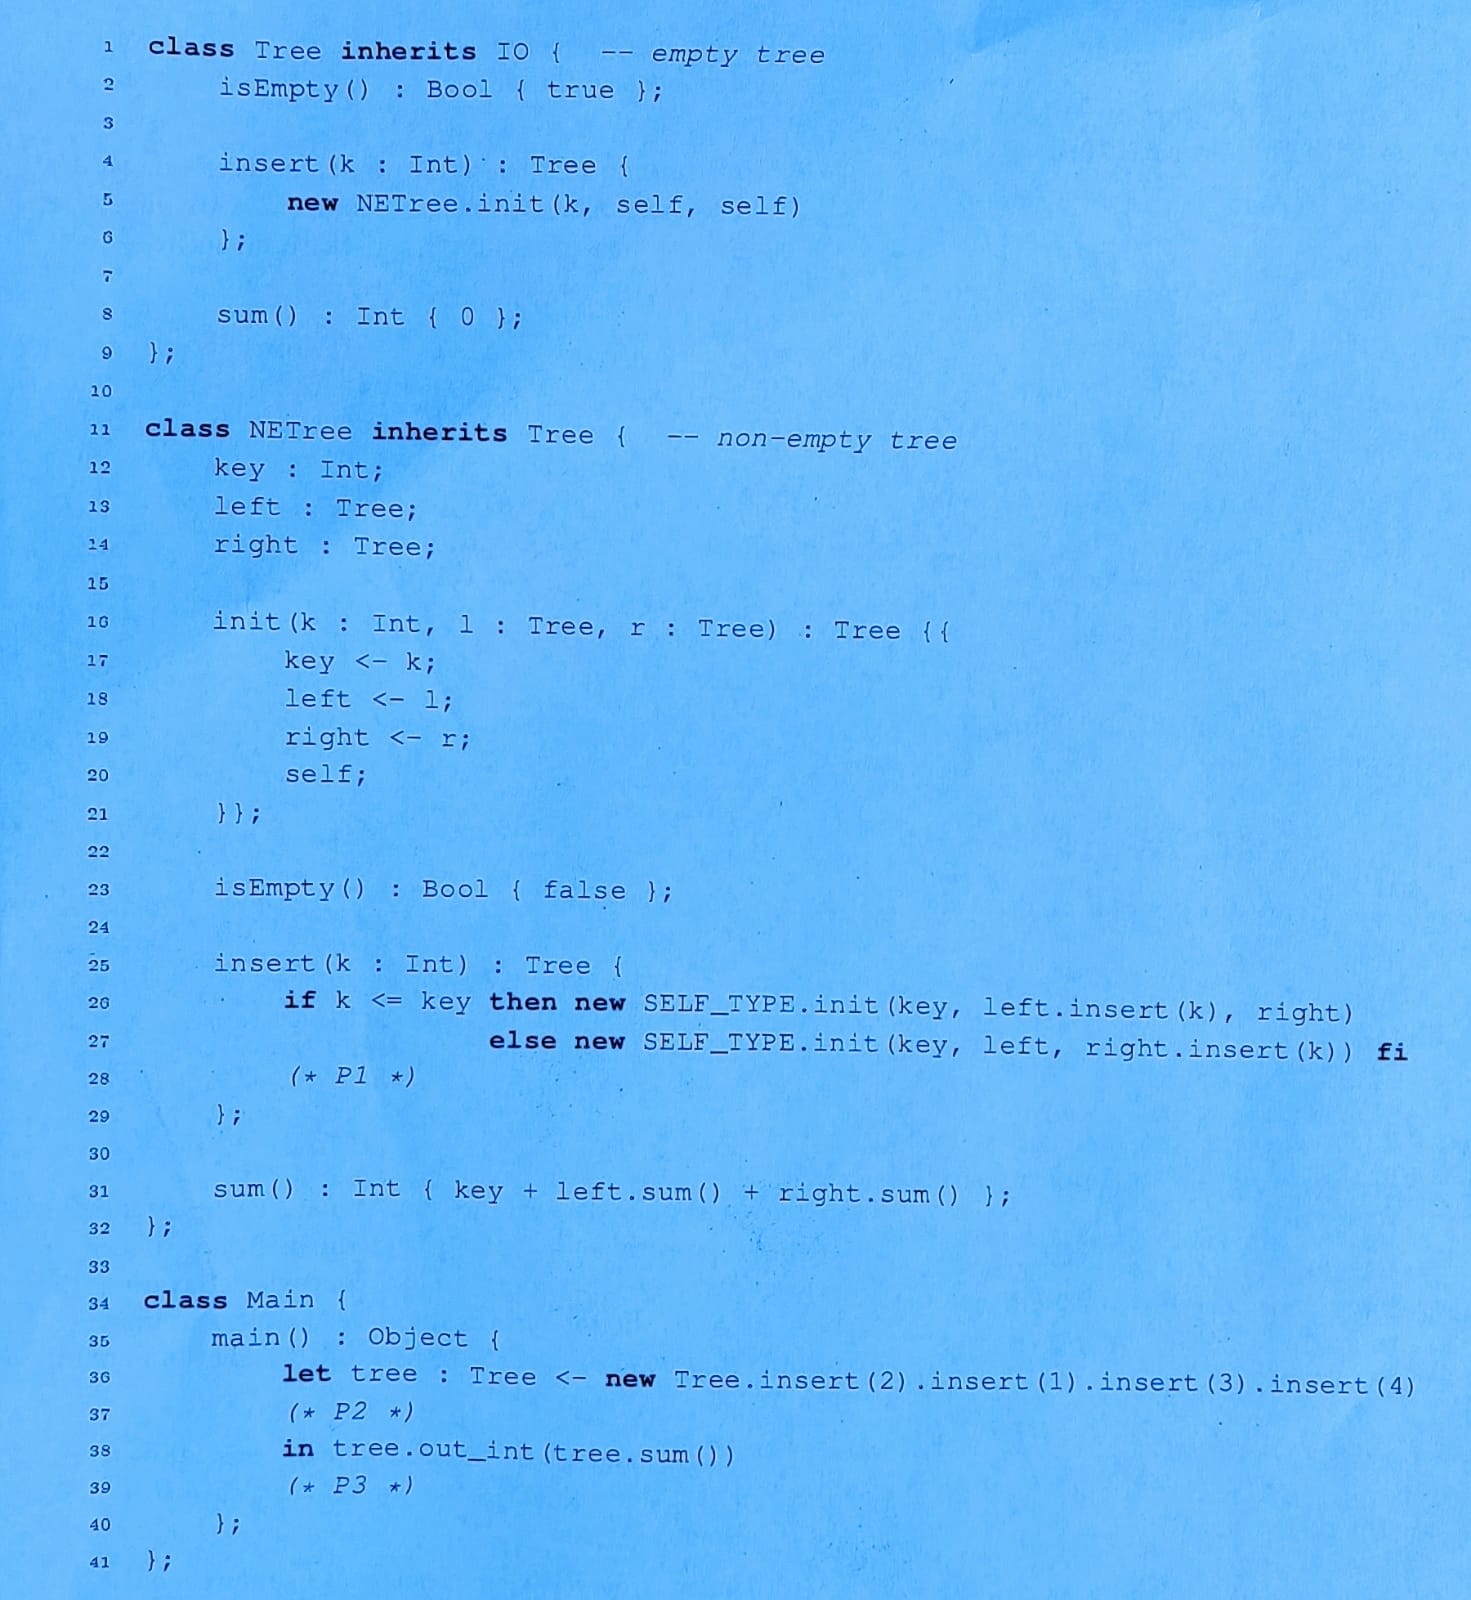 1 class Tree inherits IO { -- empty tree
2 isEmpty() : Bool { true };
3
4 insert(k : Int) : Tree {
5 new NETree.init(k, self, self)
6 };
7
8 sum() : Int { 0 };
9 };
10
11 class NETree inherits Tree { -- non-empty tree
12 key : Int;
13 left : Tree;
14 right : Tree;
15
16 init(k : Int, l : Tree, r : Tree) : Tree {{
17 key <- k;
18 left <- l;
19 right <- r;
20 self;
21 }};
22
23 isEmpty() : Bool { false };
24
25 insert(k : Int) : Tree {
26 if k <= key then new SELF_TYPE.init(key, left.insert(k), right)
27 else new SELF_TYPE.init(key, left, right.insert(k)) fi
28 (* P1 *)
29 };
30
31 sum() : Int { key + left.sum() + right.sum() };
32 };
33
34 class Main {
35 main() : Object {
36 let tree : Tree <- new Tree.insert(2).insert(1).insert(3).insert(4)
37 (* P2 *)
38 in tree.out_int(tree.sum())
39 (* P3 *)
40 };
41 };